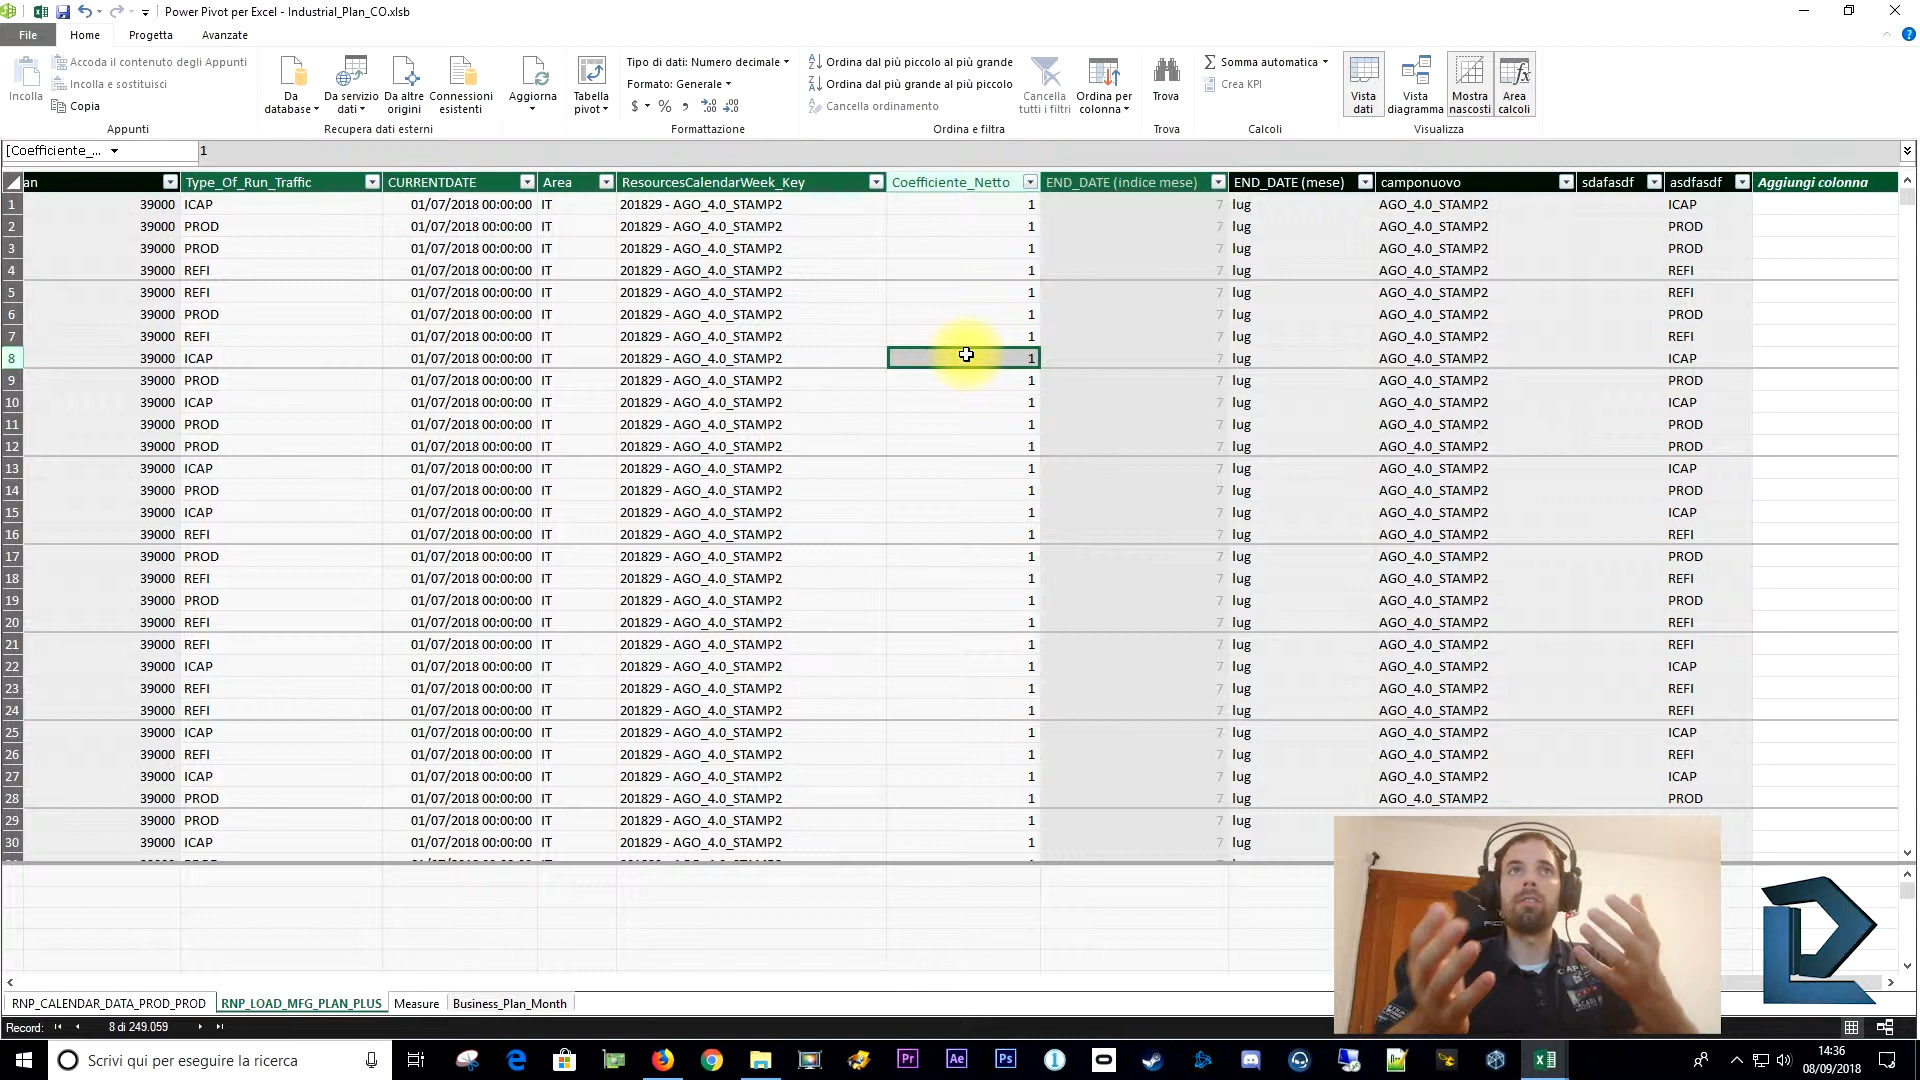 Power Pivot per Excel - Industrial_Plan_CO.xlsb
File Home Progetta Avanzate
Incolla
Accoda il contenuto degli Appunti
Incolla e sostituisci
Copia
Appunti
Da database
Da servizio dati
Da altre origini
Connessioni esistenti
Recupera dati esterni
Aggiorna
Tabella pivot
Tipo di dati: Numero decimale
Formato: Generale
$ % ,
Formattazione
Ordina dal più piccolo al più grande
Ordina dal più grande al più piccolo
Cancella ordinamento
Cancella tutti i filtri
Ordina per colonna
Ordina e filtra
Trova
Trova
Somma automatica
Crea KPI
Calcoli
Vista dati
Vista diagramma
Mostra nascosti
Area calcoli
Visualizza
[Coefficiente_... 1
an Type_Of_Run_Traffic CURRENTDATE Area ResourcesCalendarWeek_Key Coefficiente_Netto END_DATE (indice mese) END_DATE (mese) camponuovo sdafasdf asdfasdf Aggiungi colonna
1 39000 ICAP 01/07/2018 00:00:00 IT 201829 - AGO_4.0_STAMP2 1 7 lug AGO_4.0_STAMP2 ICAP
2 39000 PROD 01/07/2018 00:00:00 IT 201829 - AGO_4.0_STAMP2 1 7 lug AGO_4.0_STAMP2 PROD
3 39000 PROD 01/07/2018 00:00:00 IT 201829 - AGO_4.0_STAMP2 1 7 lug AGO_4.0_STAMP2 PROD
4 39000 REFI 01/07/2018 00:00:00 IT 201829 - AGO_4.0_STAMP2 1 7 lug AGO_4.0_STAMP2 REFI
5 39000 REFI 01/07/2018 00:00:00 IT 201829 - AGO_4.0_STAMP2 1 7 lug AGO_4.0_STAMP2 REFI
6 39000 PROD 01/07/2018 00:00:00 IT 201829 - AGO_4.0_STAMP2 1 7 lug AGO_4.0_STAMP2 PROD
7 39000 REFI 01/07/2018 00:00:00 IT 201829 - AGO_4.0_STAMP2 1 7 lug AGO_4.0_STAMP2 REFI
8 39000 ICAP 01/07/2018 00:00:00 IT 201829 - AGO_4.0_STAMP2 1 7 lug AGO_4.0_STAMP2 ICAP
9 39000 PROD 01/07/2018 00:00:00 IT 201829 - AGO_4.0_STAMP2 1 7 lug AGO_4.0_STAMP2 PROD
10 39000 ICAP 01/07/2018 00:00:00 IT 201829 - AGO_4.0_STAMP2 1 7 lug AGO_4.0_STAMP2 ICAP
11 39000 PROD 01/07/2018 00:00:00 IT 201829 - AGO_4.0_STAMP2 1 7 lug AGO_4.0_STAMP2 PROD
12 39000 PROD 01/07/2018 00:00:00 IT 201829 - AGO_4.0_STAMP2 1 7 lug AGO_4.0_STAMP2 PROD
13 39000 ICAP 01/07/2018 00:00:00 IT 201829 - AGO_4.0_STAMP2 1 7 lug AGO_4.0_STAMP2 ICAP
14 39000 PROD 01/07/2018 00:00:00 IT 201829 - AGO_4.0_STAMP2 1 7 lug AGO_4.0_STAMP2 PROD
15 39000 ICAP 01/07/2018 00:00:00 IT 201829 - AGO_4.0_STAMP2 1 7 lug AGO_4.0_STAMP2 ICAP
16 39000 REFI 01/07/2018 00:00:00 IT 201829 - AGO_4.0_STAMP2 1 7 lug AGO_4.0_STAMP2 REFI
17 39000 PROD 01/07/2018 00:00:00 IT 201829 - AGO_4.0_STAMP2 1 7 lug AGO_4.0_STAMP2 PROD
18 39000 REFI 01/07/2018 00:00:00 IT 201829 - AGO_4.0_STAMP2 1 7 lug AGO_4.0_STAMP2 REFI
19 39000 PROD 01/07/2018 00:00:00 IT 201829 - AGO_4.0_STAMP2 1 7 lug AGO_4.0_STAMP2 PROD
20 39000 REFI 01/07/2018 00:00:00 IT 201829 - AGO_4.0_STAMP2 1 7 lug AGO_4.0_STAMP2 REFI
21 39000 REFI 01/07/2018 00:00:00 IT 201829 - AGO_4.0_STAMP2 1 7 lug AGO_4.0_STAMP2 REFI
22 39000 ICAP 01/07/2018 00:00:00 IT 201829 - AGO_4.0_STAMP2 1 7 lug AGO_4.0_STAMP2 ICAP
23 39000 REFI 01/07/2018 00:00:00 IT 201829 - AGO_4.0_STAMP2 1 7 lug AGO_4.0_STAMP2 REFI
24 39000 REFI 01/07/2018 00:00:00 IT 201829 - AGO_4.0_STAMP2 1 7 lug AGO_4.0_STAMP2 REFI
25 39000 ICAP 01/07/2018 00:00:00 IT 201829 - AGO_4.0_STAMP2 1 7 lug AGO_4.0_STAMP2 ICAP
26 39000 REFI 01/07/2018 00:00:00 IT 201829 - AGO_4.0_STAMP2 1 7 lug AGO_4.0_STAMP2 REFI
27 39000 ICAP 01/07/2018 00:00:00 IT 201829 - AGO_4.0_STAMP2 1 7 lug AGO_4.0_STAMP2 ICAP
28 39000 PROD 01/07/2018 00:00:00 IT 201829 - AGO_4.0_STAMP2 1 7 lug AGO_4.0_STAMP2 PROD
29 39000 PROD 01/07/2018 00:00:00 IT 201829 - AGO_4.0_STAMP2 1 7 lug
30 39000 ICAP 01/07/2018 00:00:00 IT 201829 - AGO_4.0_STAMP2 1 7 lug
RNP_CALENDAR_DATA_PROD_PROD RNP_LOAD_MFG_PLAN_PLUS Measure Business_Plan_Month
Record: 8 di 249.059
Scrivi qui per eseguire la ricerca
Pr Ae Ps
14:36
08/09/2018